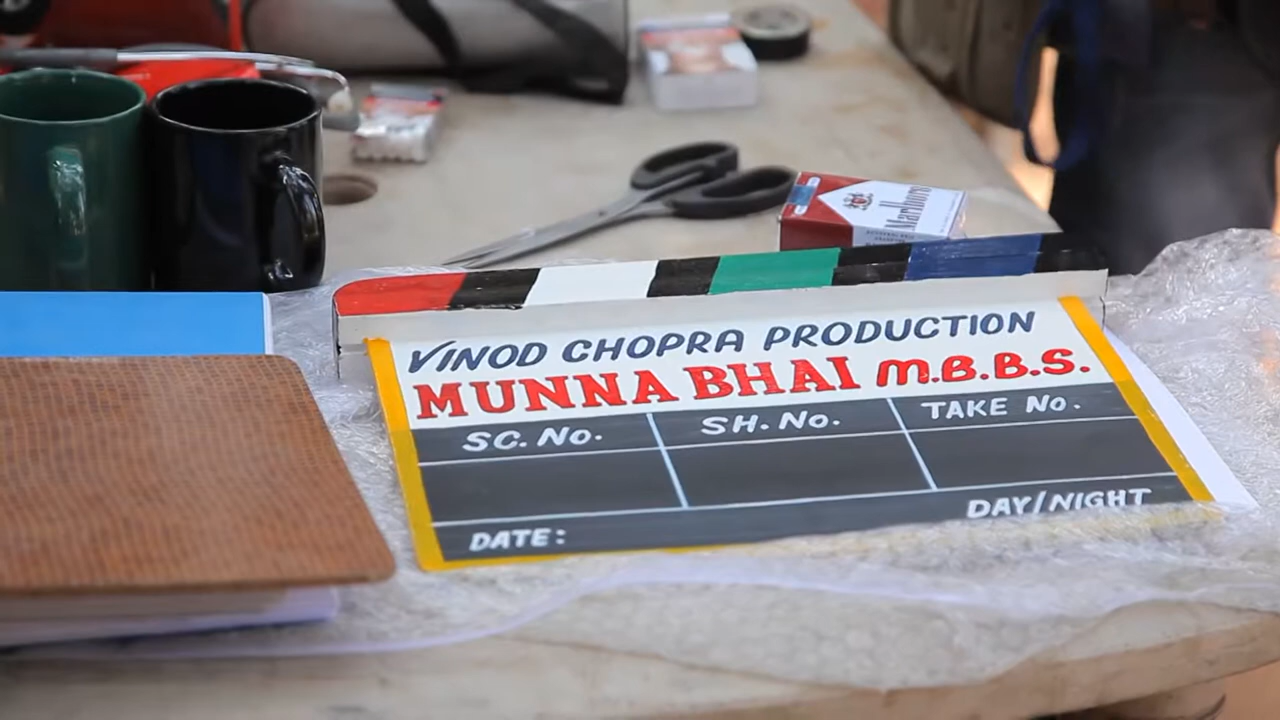 Marlboro
VINOD CHOPRA PRODUCTION
MUNNA BHAI M.B.B.S.
SC. No. SH. No. TAKE No.
DATE: DAY/NIGHT